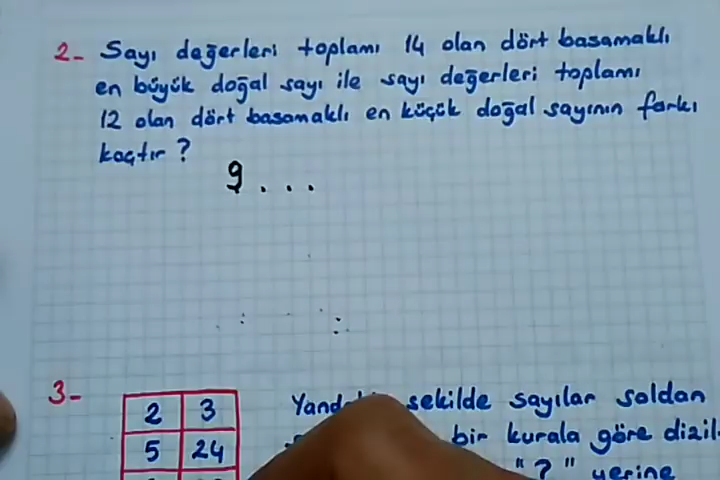 2- Sayı değerleri toplamı 14 olan dört basamaklı
en büyük doğal sayı ile sayı değerleri toplamı
12 olan dört basamaklı en küçük doğal sayının farkı
kaçtır ?
9 . . .
3-
2 3
5 24
şekilde sayılar soldan
bir kurala göre
"?" yerine